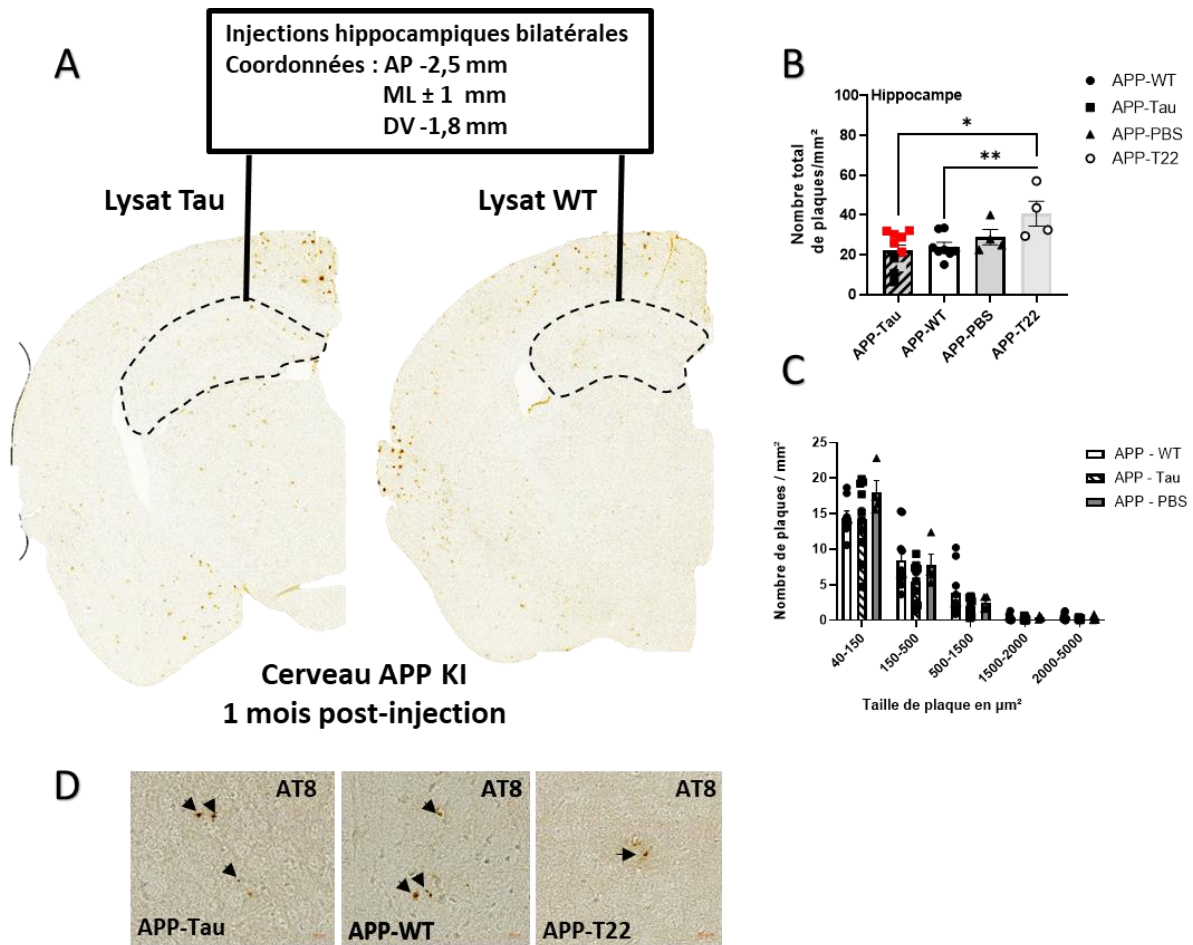 A
Injections hippocampiques bilatérales
Coordonnées : AP -2,5 mm
ML ± 1 mm
DV -1,8 mm
Lysat Tau
Lysat WT
Cerveau APP KI
1 mois post-injection
B
Hippocampe
Nombre total
de plaques/mm²
100
80
60
40
20
0
*
**
APP-Tau
APP-WT
APP-PBS
APP-T22
APP-WT
APP-Tau
APP-PBS
APP-T22
C
Nombre de plaques / mm²
25
20
15
10
5
0
40-150
150-500
500-1500
1500-2000
2000-5000
Taille de plaque en µm²
APP - WT
APP - Tau
APP - PBS
D
AT8
APP-Tau
AT8
APP-WT
AT8
APP-T22